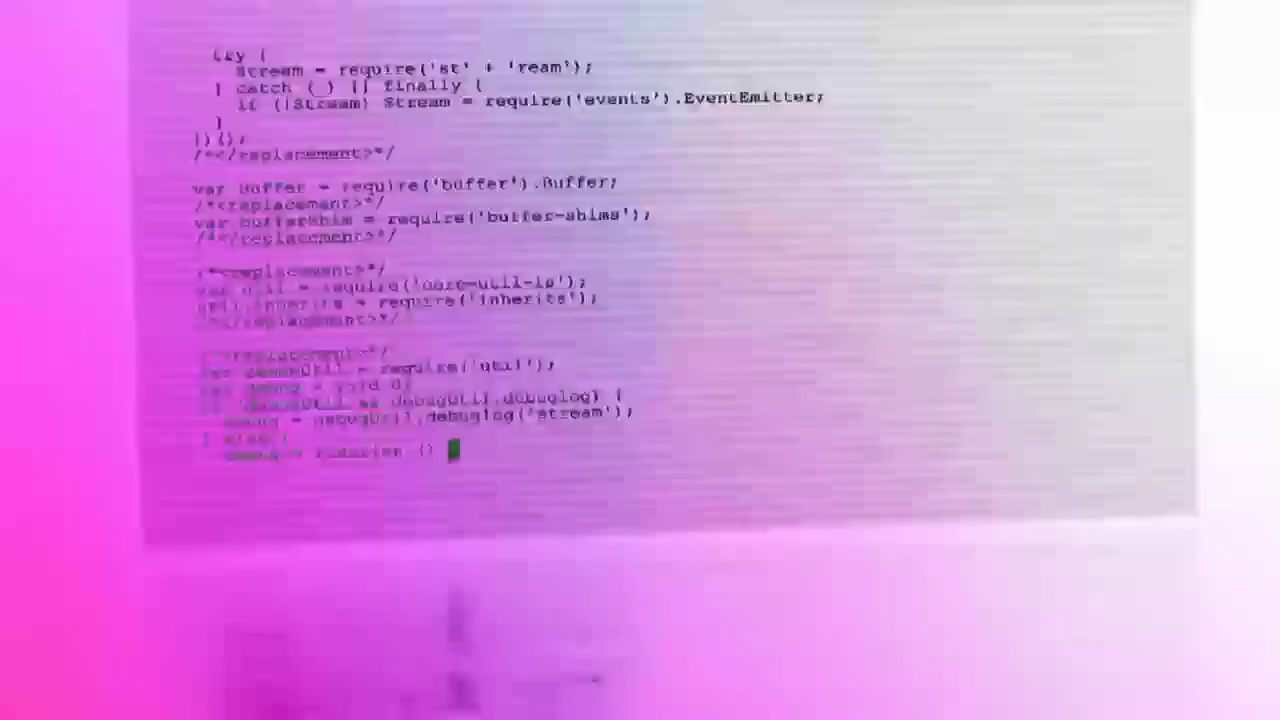 try {
Stream = require('st' + 'ream');
} catch (_) {} finally {
if (!Stream) Stream = require('events').EventEmitter;
}
})();
/*</replacement>*/
var Buffer = require('buffer').Buffer;
/*<replacement>*/
var bufferShim = require('buffer-shims');
/*</replacement>*/
/*<replacement>*/
var util = require('core-util-is');
util.inherits = require('inherits');
/*</replacement>*/
/*<replacement>*/
var debugUtil = require('util');
var debug = void 0;
if (debugUtil && debugUtil.debuglog) {
debug = debugUtil.debuglog('stream');
} else {
debug = function ()